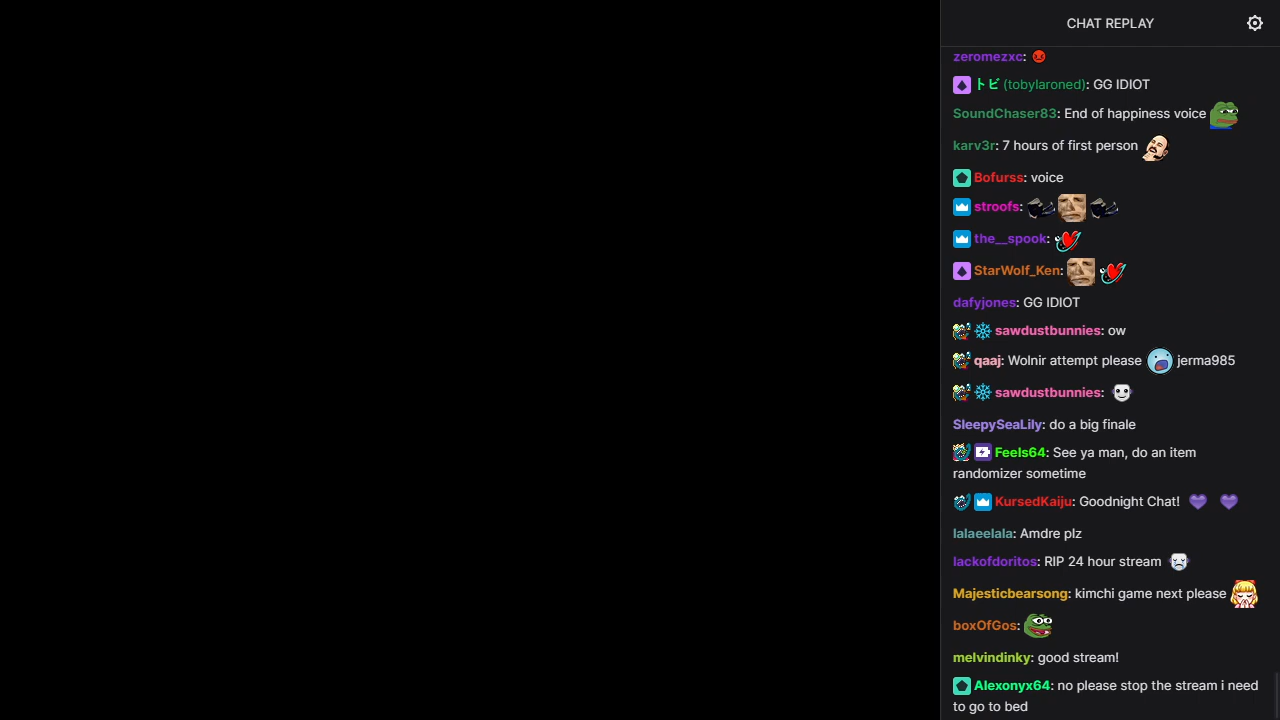 CHAT REPLAY
zeromezxc:
トビ (tobylaroned): GG IDIOT
SoundChaser83: End of happiness voice
karv3r: 7 hours of first person
Bofurss: voice
stroofs:
the__spook:
StarWolf_Ken:
dafyjones: GG IDIOT
sawdustbunnies: ow
qaaj: Wolnir attempt please jerma985
sawdustbunnies:
SleepySeaLily: do a big finale
Feels64: See ya man, do an item
randomizer sometime
KursedKaiju: Goodnight Chat!
lalaeelala: Amdre plz
lackofdoritos: RIP 24 hour stream
Majesticbearsong: kimchi game next please
boxOfGos:
melvindinky: good stream!
Alexonyx64: no please stop the stream i need
to go to bed